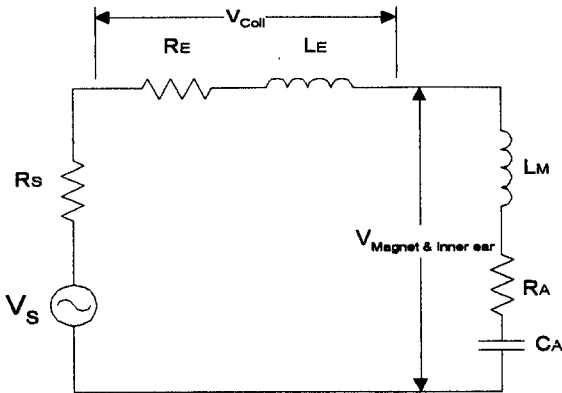 VCoil
RE
LE
RS
LM
VMagnet & inner ear
RA
VS
CA